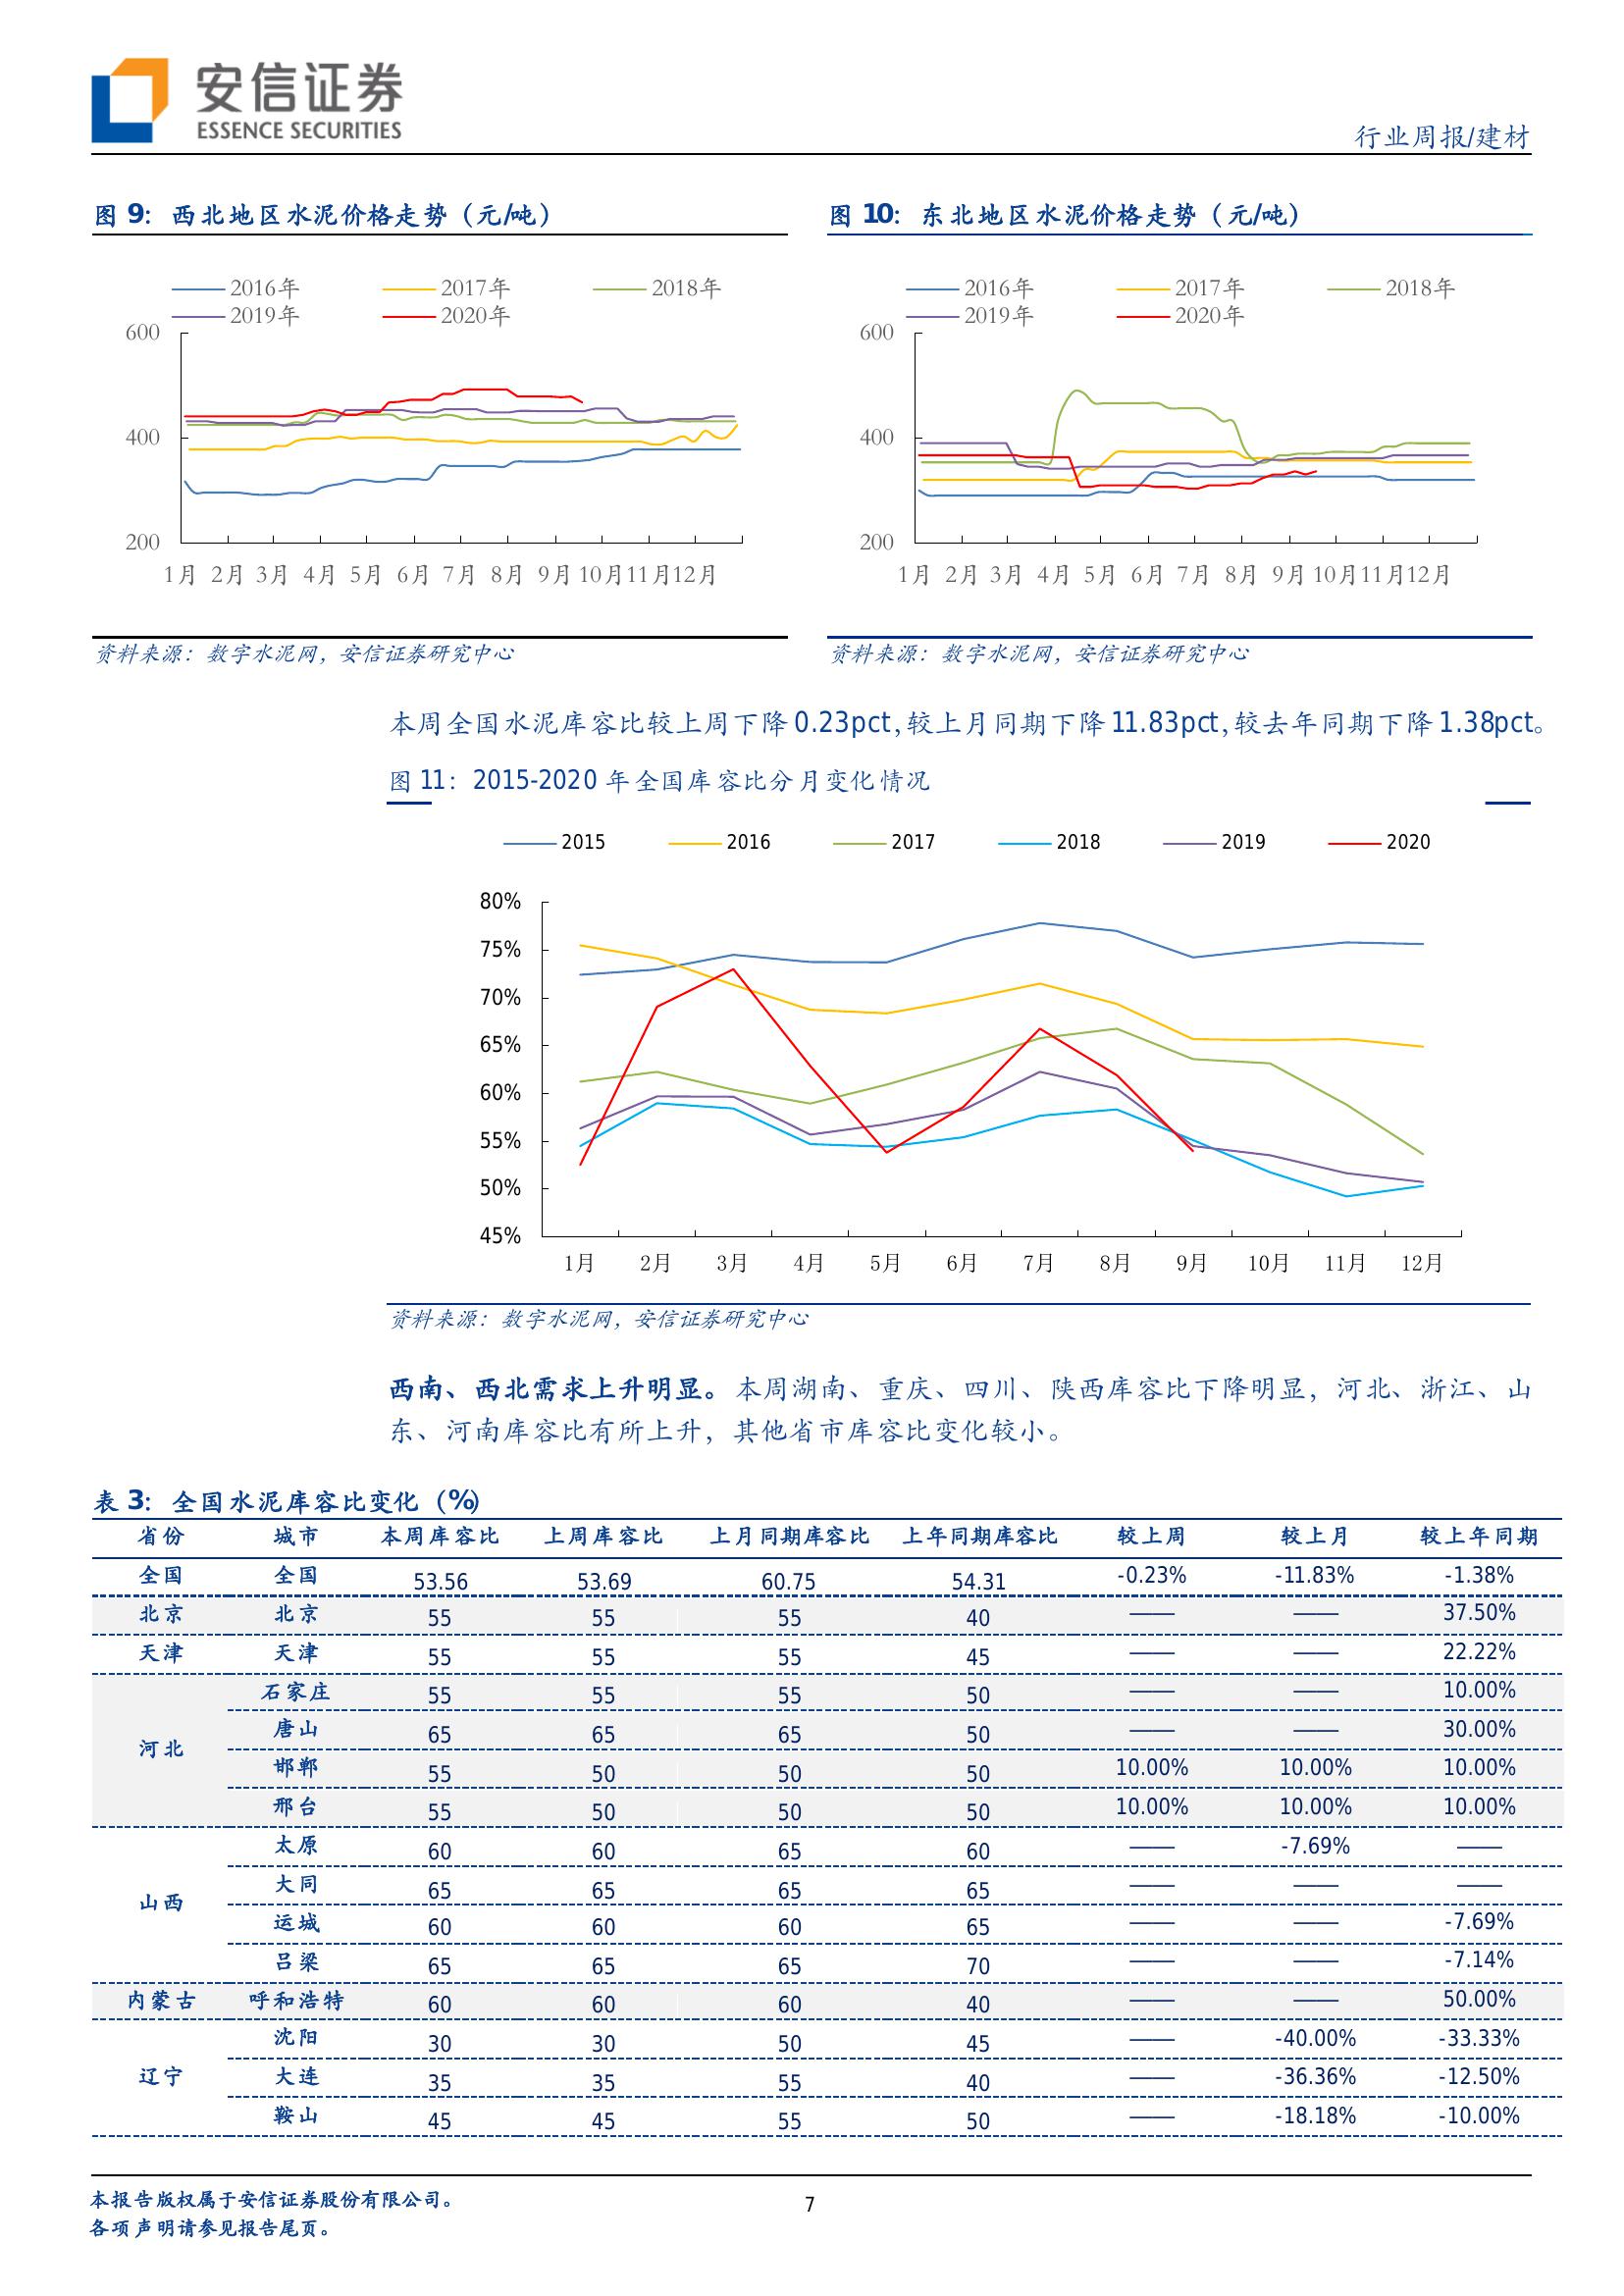 安信证券
ESSENCE SECURITIES
行业周报/建材
图 9：西北地区水泥价格走势（元/吨）
2016年 2017年 2018年
2019年 2020年
600
400
200
1月 2月 3月 4月 5月 6月 7月 8月 9月 10月 11月 12月
资料来源：数字水泥网，安信证券研究中心
图 10：东北地区水泥价格走势（元/吨）
2016年 2017年 2018年
2019年 2020年
600
400
200
1月 2月 3月 4月 5月 6月 7月 8月 9月 10月 11月 12月
资料来源：数字水泥网，安信证券研究中心
本周全国水泥库容比较上周下降 0.23pct，较上月同期下降 11.83pct，较去年同期下降 1.38pct。
图 11：2015-2020 年全国库容比分月变化情况
2015 2016 2017 2018 2019 2020
80%
75%
70%
65%
60%
55%
50%
45%
1月 2月 3月 4月 5月 6月 7月 8月 9月 10月 11月 12月
资料来源：数字水泥网，安信证券研究中心
西南、西北需求上升明显。本周湖南、重庆、四川、陕西库容比下降明显，河北、浙江、山
东、河南库容比有所上升，其他省市库容比变化较小。
表 3：全国水泥库容比变化（%）
省份 城市 本周库容比 上周库容比 上月同期库容比 上年同期库容比 较上周 较上月 较上年同期
全国 全国 53.56 53.69 60.75 54.31 -0.23% -11.83% -1.38%
北京 北京 55 55 55 40 —— —— 37.50%
天津 天津 55 55 55 45 —— —— 22.22%
河北 石家庄 55 55 55 50 —— —— 10.00%
唐山 65 65 65 50 —— —— 30.00%
邯郸 55 50 50 50 10.00% 10.00% 10.00%
邢台 55 50 50 50 10.00% 10.00% 10.00%
山西 太原 60 60 65 60 —— -7.69% ——
大同 65 65 65 65 —— —— ——
运城 60 60 60 65 —— —— -7.69%
吕梁 65 65 65 70 —— —— -7.14%
内蒙古 呼和浩特 60 60 60 40 —— —— 50.00%
辽宁 沈阳 30 30 50 45 —— -40.00% -33.33%
大连 35 35 55 40 —— -36.36% -12.50%
鞍山 45 45 55 50 —— -18.18% -10.00%
本报告版权属于安信证券股份有限公司。
各项声明请参见报告尾页。
7